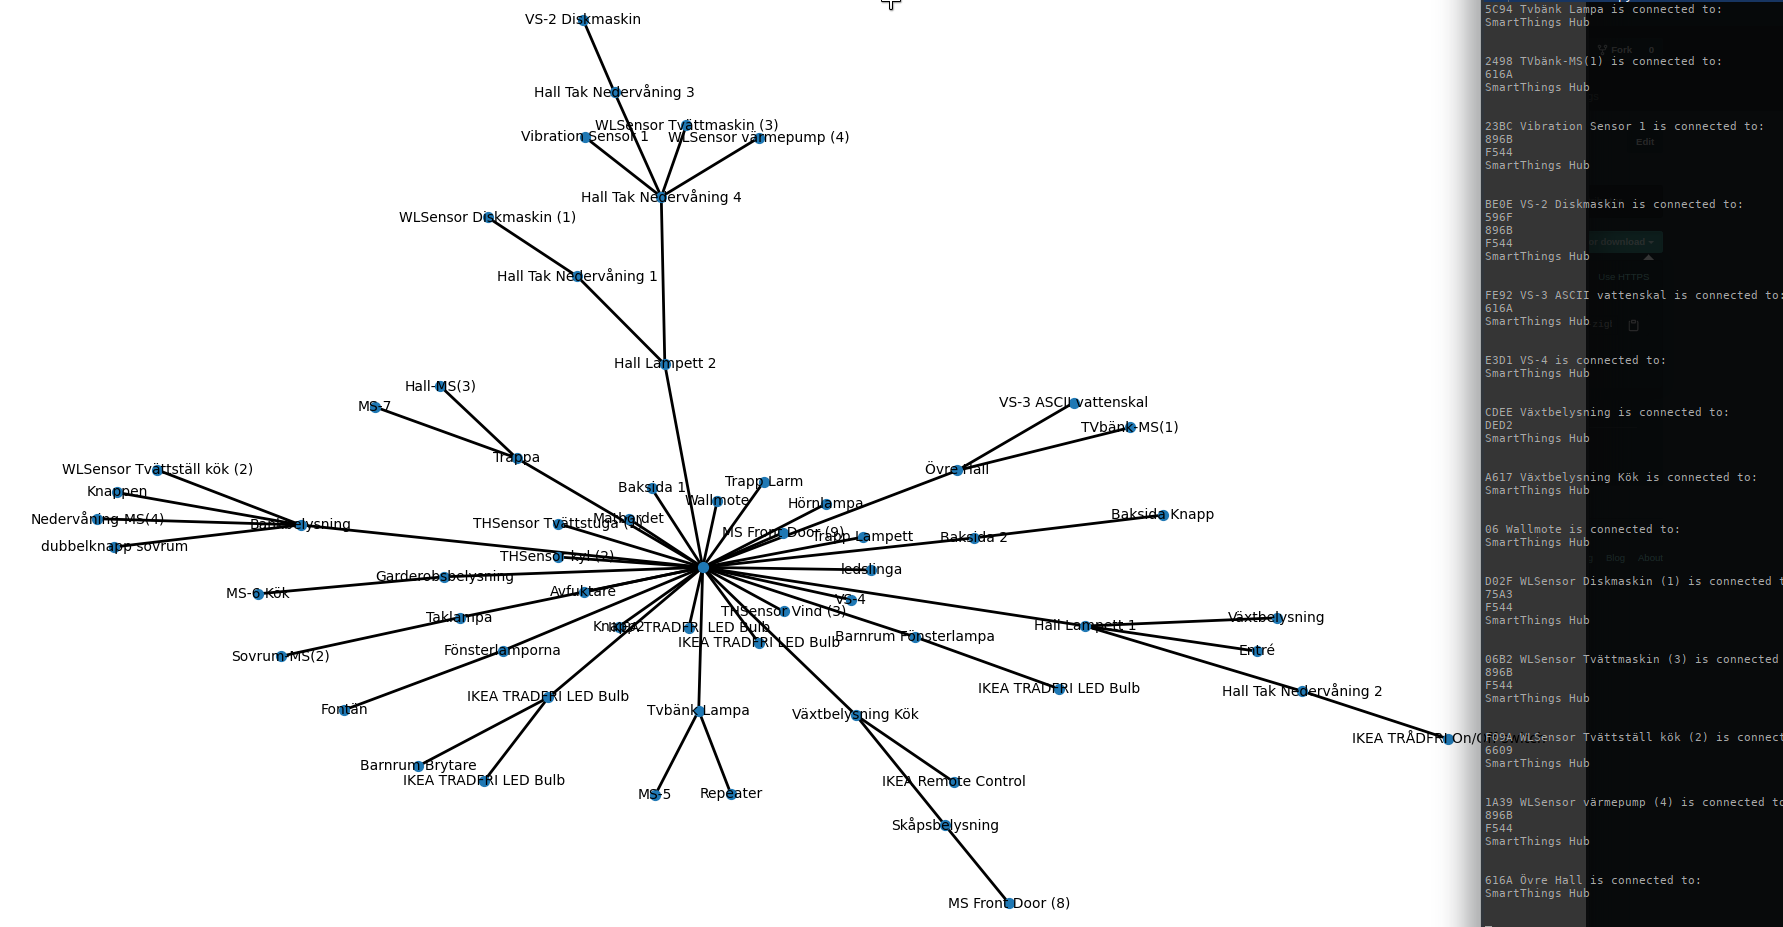 VS-2 Diskmaskin
Hall Tak Nedervåning 3
WLSensor Tvättmaskin (3)
Vibration Sensor 1
WLSensor värmepump (4)
Hall Tak Nedervåning 4
WLSensor Diskmaskin (1)
Hall Tak Nedervåning 1
Hall Lampett 2
Hall-MS(3)
MS-7
VS-3 ASCII vattenskal
TVbänk-MS(1)
Trappa
WLSensor Tvättställ kök (2)
Övre Hall
Knappen
Baksida 1
Trapp Larm
Wallmote
Hörnlampa
Nedervåning-MS(4)
Bänkbelysning
THSensor Tvättstuga
Matbordet
MS Front Door (9)
Trapp Lampett
Baksida 2
Baksida Knapp
dubbelknapp sovrum
THSensor kyl (2)
Garderobsbelysning
ledslinga
MS-6 Kök
Avfuktare
VS-4
THSensor Vind (3)
Taklampa
IKEA TRADFRI LED Bulb
IKEA TRADFRI LED Bulb
Barnrum Fönsterlampa
Hall Lampett 1
Växtbelysning
Entré
Sovrum-MS(2)
Fönsterlamporna
IKEA TRADFRI LED Bulb
Hall Tak Nedervåning 2
IKEA TRADFRI LED Bulb
Fontän
Tvbänk Lampa
Växtbelysning Kök
IKEA TRÅDFRI On/O
Barnrum Brytare
IKEA TRADFRI LED Bulb
MS-5
Repeater
IKEA Remote Control
Skåpsbelysning
MS Front Door (8)
5C94 Tvbänk Lampa is connected to:
SmartThings Hub
2498 TVbänk-MS(1) is connected to:
616A
SmartThings Hub
23BC Vibration Sensor 1 is connected to:
896B
F544
SmartThings Hub
BE0E VS-2 Diskmaskin is connected to:
596F
896B
F544
SmartThings Hub
FE92 VS-3 ASCII vattenskal is connected to:
616A
SmartThings Hub
E3D1 VS-4 is connected to:
SmartThings Hub
CDEE Växtbelysning is connected to:
DED2
SmartThings Hub
A617 Växtbelysning Kök is connected to:
SmartThings Hub
06 Wallmote is connected to:
SmartThings Hub
D02F WLSensor Diskmaskin (1) is connected t
75A3
F544
SmartThings Hub
06B2 WLSensor Tvättmaskin (3) is connected
896B
F544
SmartThings Hub
WLSensor Tvättställ kök (2) is connect
6609
SmartThings Hub
1A39 WLSensor värmepump (4) is connected to
896B
F544
SmartThings Hub
616A Övre Hall is connected to:
SmartThings Hub
Fork 0
Edit
or download
Use HTTPS
Blog About